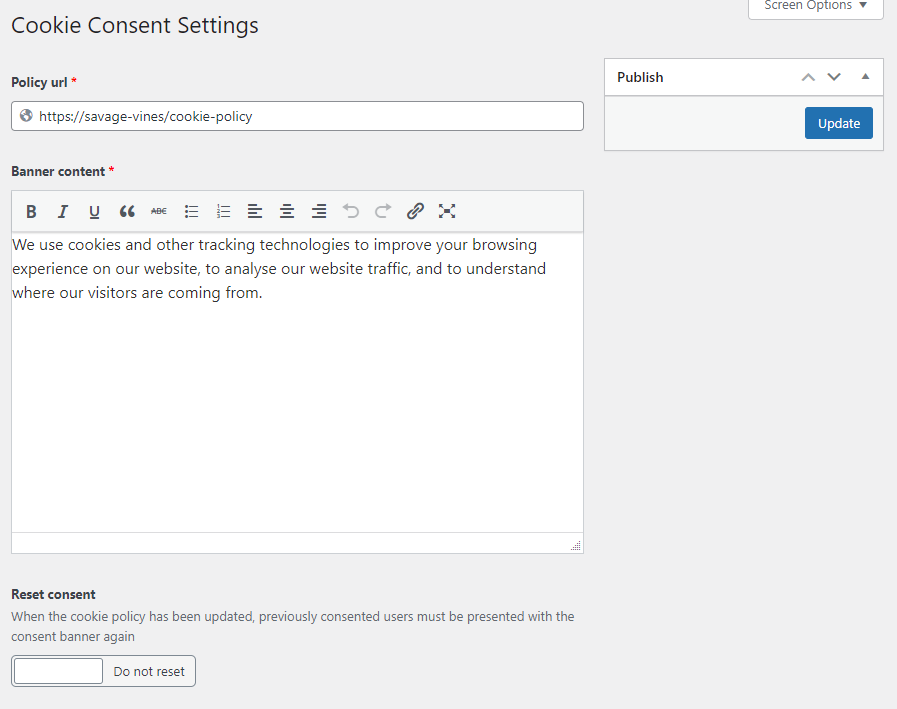 Screen Options
Cookie Consent Settings
Policy url *
https://savage-vines/cookie-policy
Publish
Update
Banner content *
B I U ABC
We use cookies and other tracking technologies to improve your browsing
experience on our website, to analyse our website traffic, and to understand
where our visitors are coming from.
Reset consent
When the cookie policy has been updated, previously consented users must be presented with the
consent banner again
Do not reset